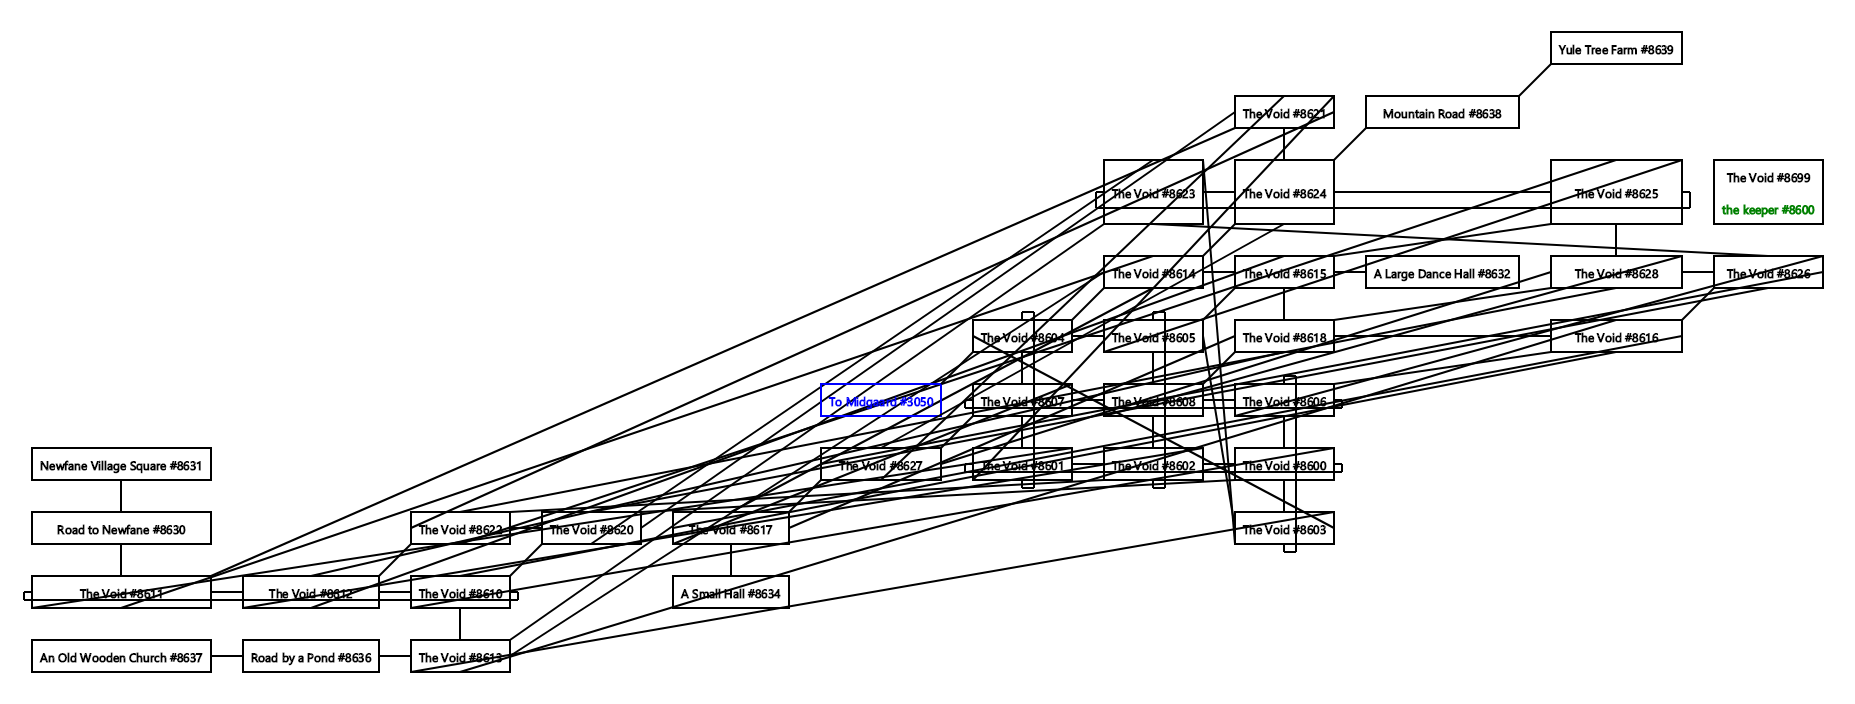 Yule Tree Farm #8639
The Void #8621
Mountain Road #8638
The Void #8623
The Void #8624
The Void #8625
The Void #8699
the keeper #8600
The Void #8614
The Void #8615
A Large Dance Hall #8632
The Void #8628
The Void #8626
The Void #8604
The Void #8605
The Void #8618
The Void #8616
To Midgaard #3050
The Void #8607
The Void #8608
The Void #8606
Newfane Village Square #8631
The Void #8627
The Void #8601
The Void #8602
The Void #8600
Road to Newfane #8630
The Void #8622
The Void #8620
The Void #8617
The Void #8603
The Void #8611
The Void #8612
The Void #8610
A Small Hall #8634
An Old Wooden Church #8637
Road by a Pond #8636
The Void #8613